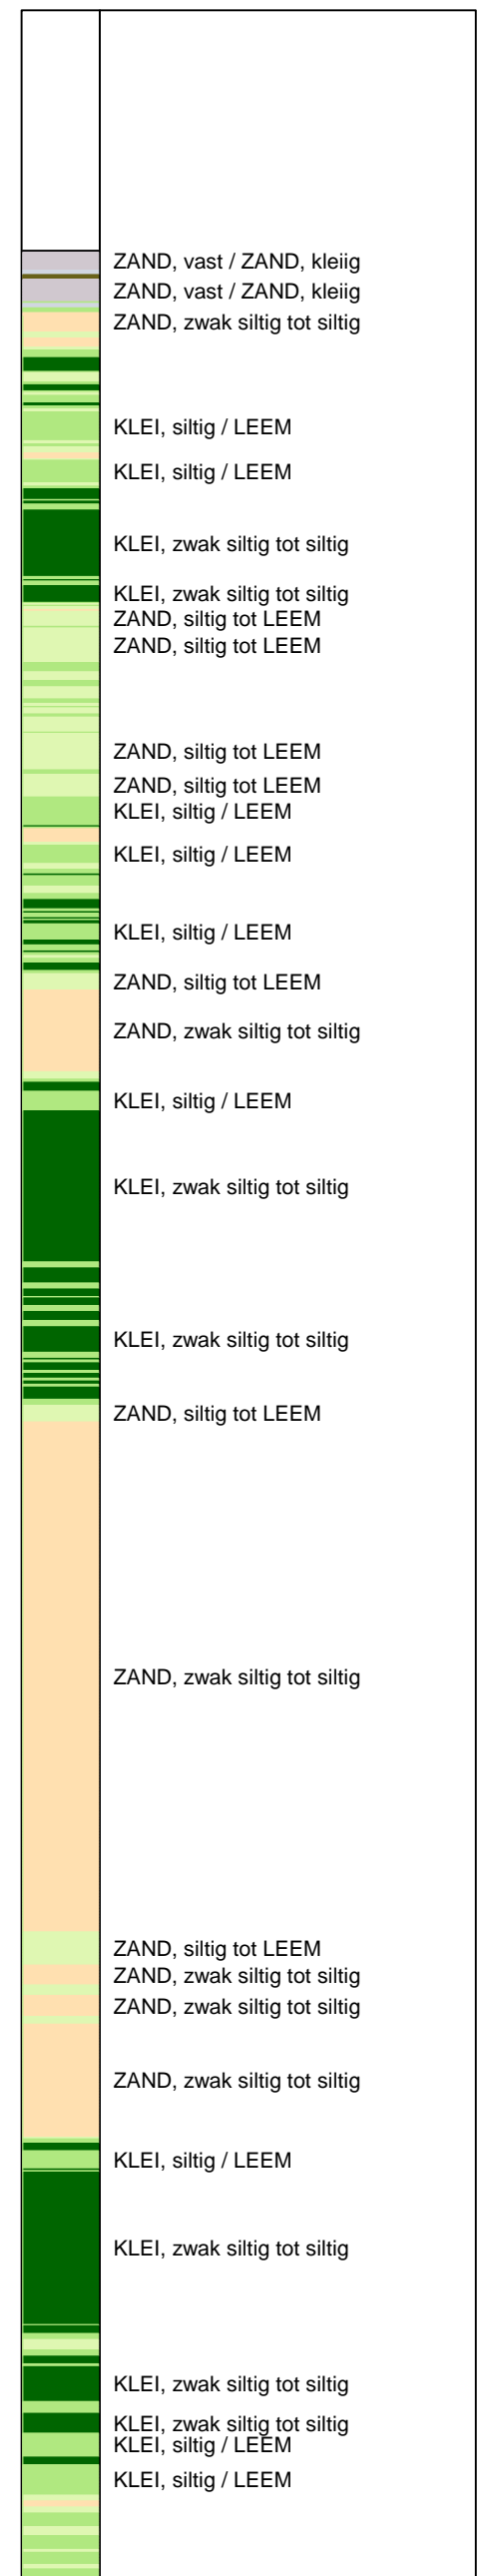 ZAND, vast / ZAND, kleiig
ZAND, vast / ZAND, kleiig
ZAND, zwak siltig tot siltig
KLEI, siltig / LEEM
KLEI, siltig / LEEM
KLEI, zwak siltig tot siltig
KLEI, zwak siltig tot siltig
ZAND, siltig tot LEEM
ZAND, siltig tot LEEM
ZAND, siltig tot LEEM
ZAND, siltig tot LEEM
KLEI, siltig / LEEM
KLEI, siltig / LEEM
KLEI, siltig / LEEM
ZAND, siltig tot LEEM
ZAND, zwak siltig tot siltig
KLEI, siltig / LEEM
KLEI, zwak siltig tot siltig
KLEI, zwak siltig tot siltig
ZAND, siltig tot LEEM
ZAND, zwak siltig tot siltig
ZAND, siltig tot LEEM
ZAND, zwak siltig tot siltig
ZAND, zwak siltig tot siltig
ZAND, zwak siltig tot siltig
KLEI, siltig / LEEM
KLEI, zwak siltig tot siltig
KLEI, zwak siltig tot siltig
KLEI, zwak siltig tot siltig
KLEI, siltig / LEEM
KLEI, siltig / LEEM